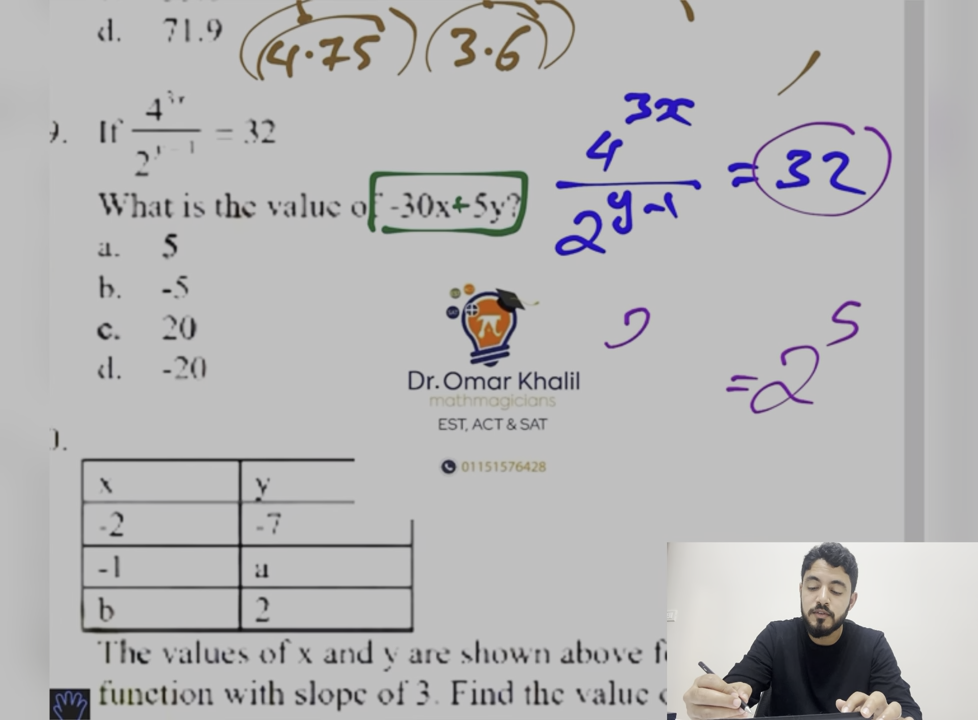 d. 71.9
(4.75)(3.6)
9. If 4^3x / 2^y-1 = 32
4^3x / 2^y-1 = 32
What is the value of -30x+5y?
a. 5
b. -5
c. 20
d. -20
= 2^5
Dr. Omar Khalil
mathmagicians
EST, ACT & SAT
01151576428
x y
-2 -7
-1 a
b 2
The values of x and y are shown above
function with slope of 3. Find the value